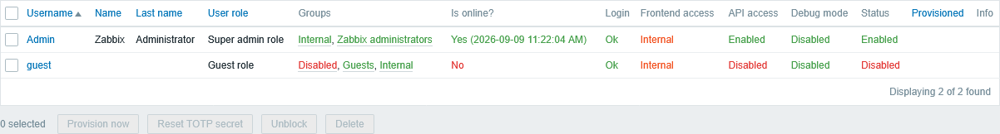 Username Name Last name User role Groups Is online? Login Frontend access API access Debug mode Status Provisioned Info
Admin Zabbix Administrator Super admin role Internal, Zabbix administrators Yes (2026-09-09 11:22:04 AM) Ok Internal Enabled Disabled Enabled
guest Guest role Disabled, Guests, Internal No Ok Internal Disabled Disabled Disabled
Displaying 2 of 2 found
0 selected Provision now Reset TOTP secret Unblock Delete